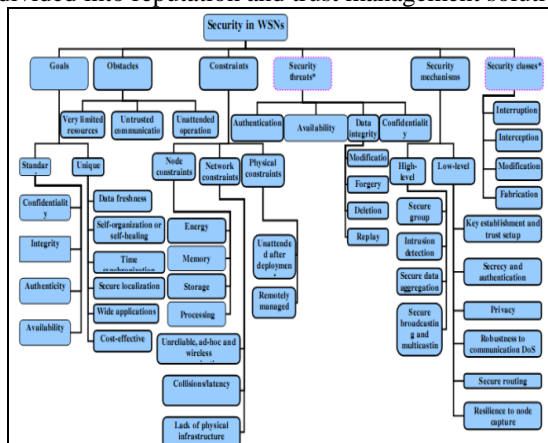 divided into reputation and trust management soluti
Security in WSNs
Goals
Obstacles
Constraints
Security
threats*
Security
mechanisms
Security classes*
Very limited
resources
Untrusted
communicatio
Unattended
operation
Authentication
Availability
Data
integrity
Confidentialit
y
Interruption
Interception
Modification
Fabrication
Standar
Unique
Node
constraints
Network
constraints
Physical
constraints
Modificatio
Forgery
Deletion
Replay
High-
level
Low-level
Confidentialit
y
Integrity
Authenticity
Availability
Data freshness
Self-organization or
self-healing
Time
Secure localization
Wide applications
Cost-effective
Energy
Memory
Storage
Processing
Unreliable, ad-hoc and
wireless
Collisions/latency
Lack of physical
infrastructure
Unattende
d after
deploymen
Remotely
managed
Secure
group
Intrusion
detection
Secure data
aggregation
Secure
broadcastin
g and
multicastin
Key establishment and
trust setup
Secrecy and
authentication
Privacy
Robustness to
communication DoS
Secure routing
Resilience to node
capture